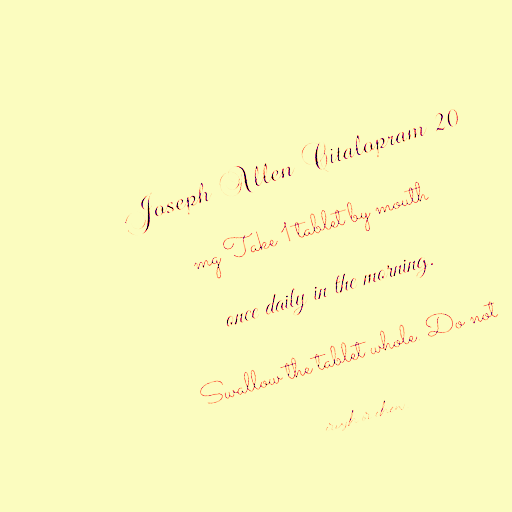 Joseph Allen Citalopram 20
mg Take 1 tablet by mouth
once daily in the morning.
Swallow the tablet whole. Do not